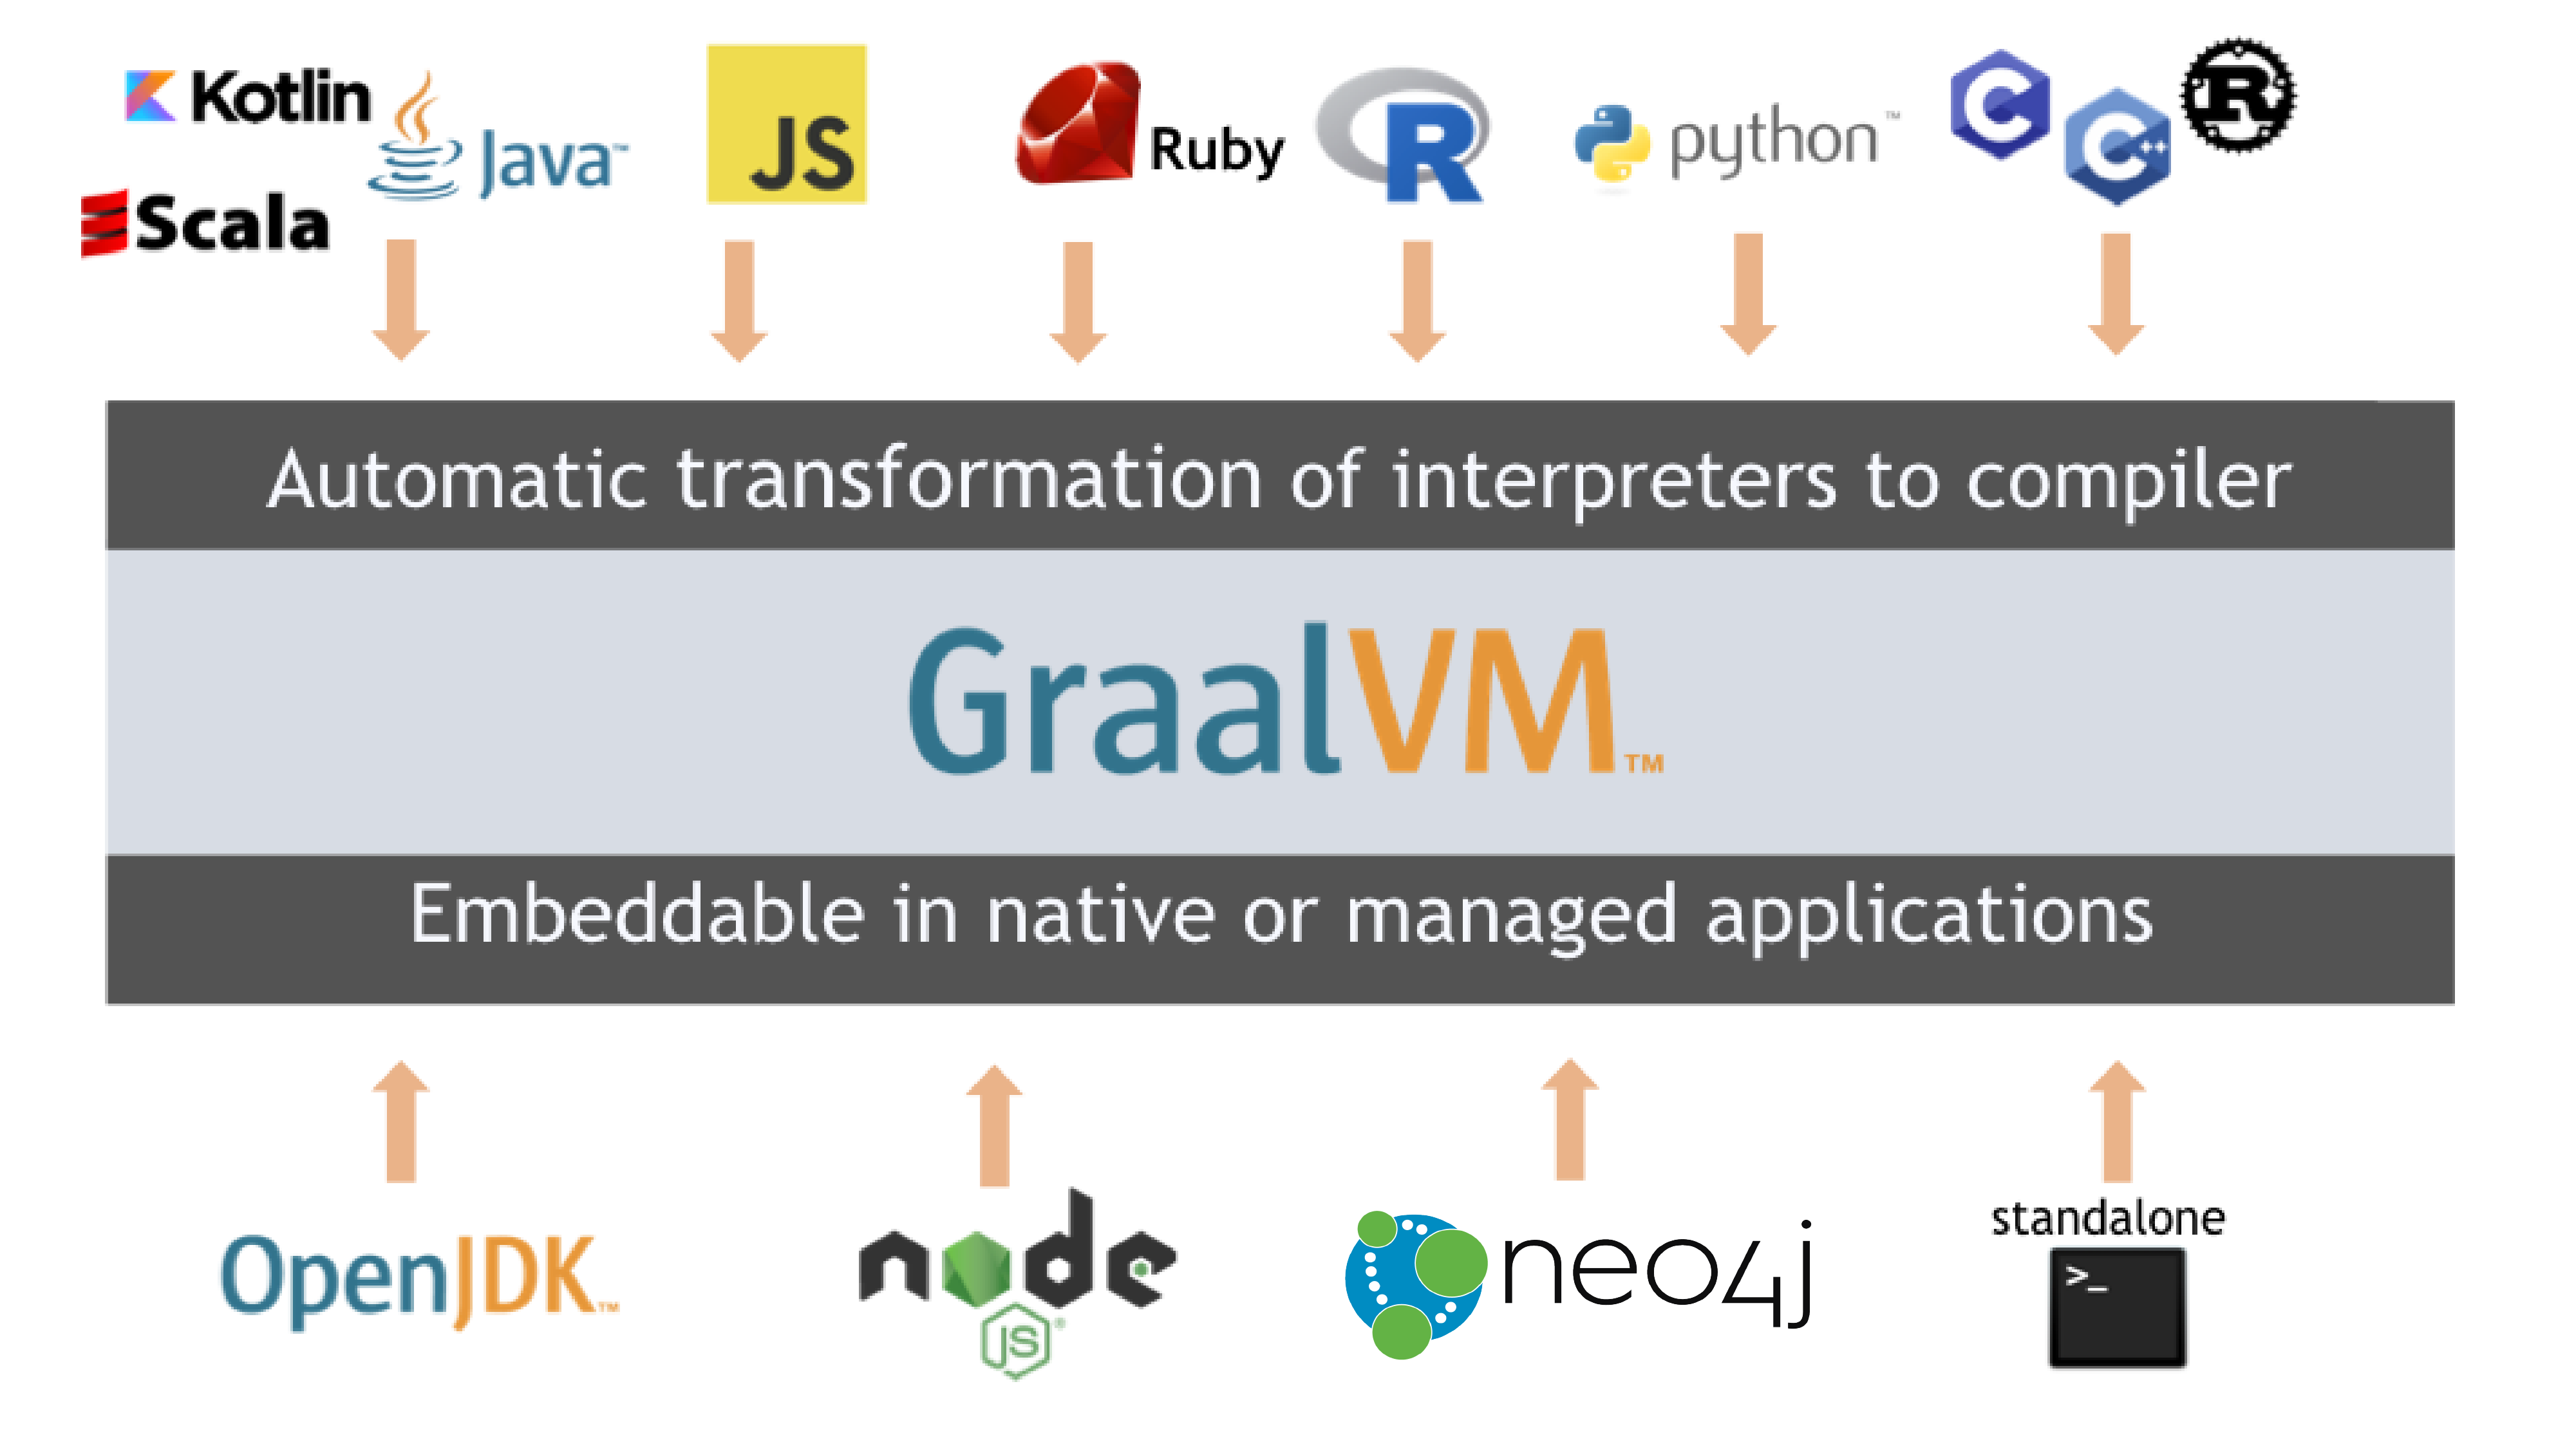 Kotlin
Java™
Scala
JS
Ruby
R
python™
C
C++
R
Automatic transformation of interpreters to compiler
GraalVM™
Embeddable in native or managed applications
OpenJDK™
node
JS®
neo4j
standalone
>_